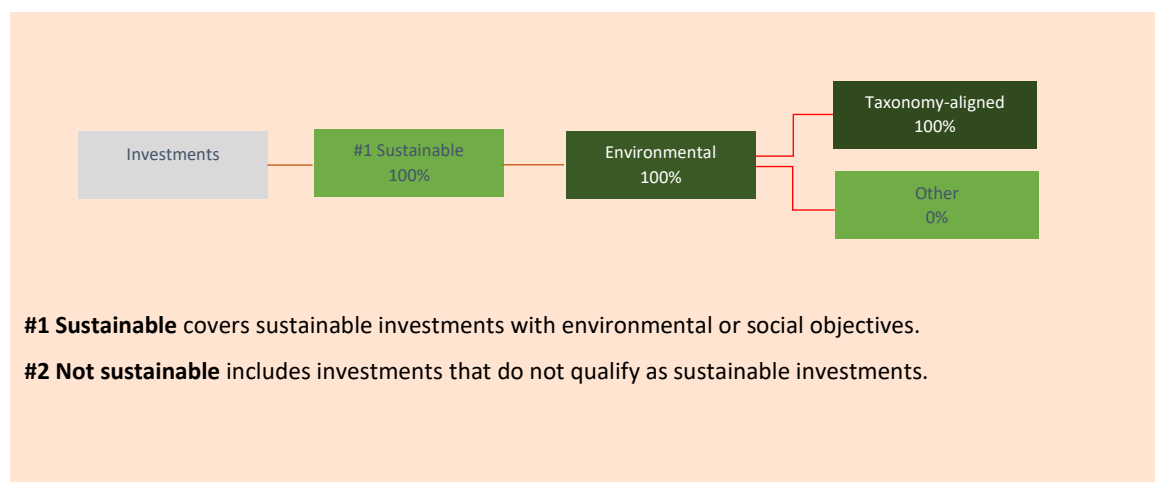 Investments
#1 Sustainable
100%
Environmental
100%
Taxonomy-aligned
100%
Other
0%
#1 Sustainable covers sustainable investments with environmental or social objectives.
#2 Not sustainable includes investments that do not qualify as sustainable investments.